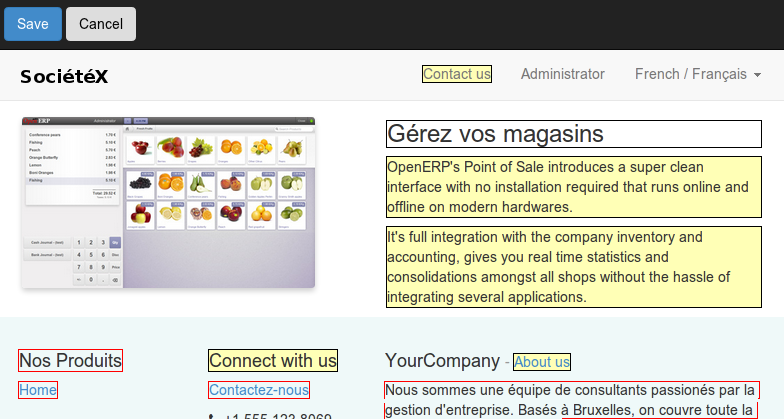 Save Cancel
SociétéX Contact us Administrator French / Français
Gérez vos magasins
OpenERP's Point of Sale introduces a super clean
interface with no installation required that runs online and
offline on modern hardwares.
It's full integration with the company inventory and
accounting, gives you real time statistics and
consolidations amongst all shops without the hassle of
integrating several applications.
Nos Produits Connect with us YourCompany - About us
Home Contactez-nous Nous sommes une équipe de consultants passionés par la
gestion d'entreprise. Basés à Bruxelles, on couvre toute la
+1 555 123 8069